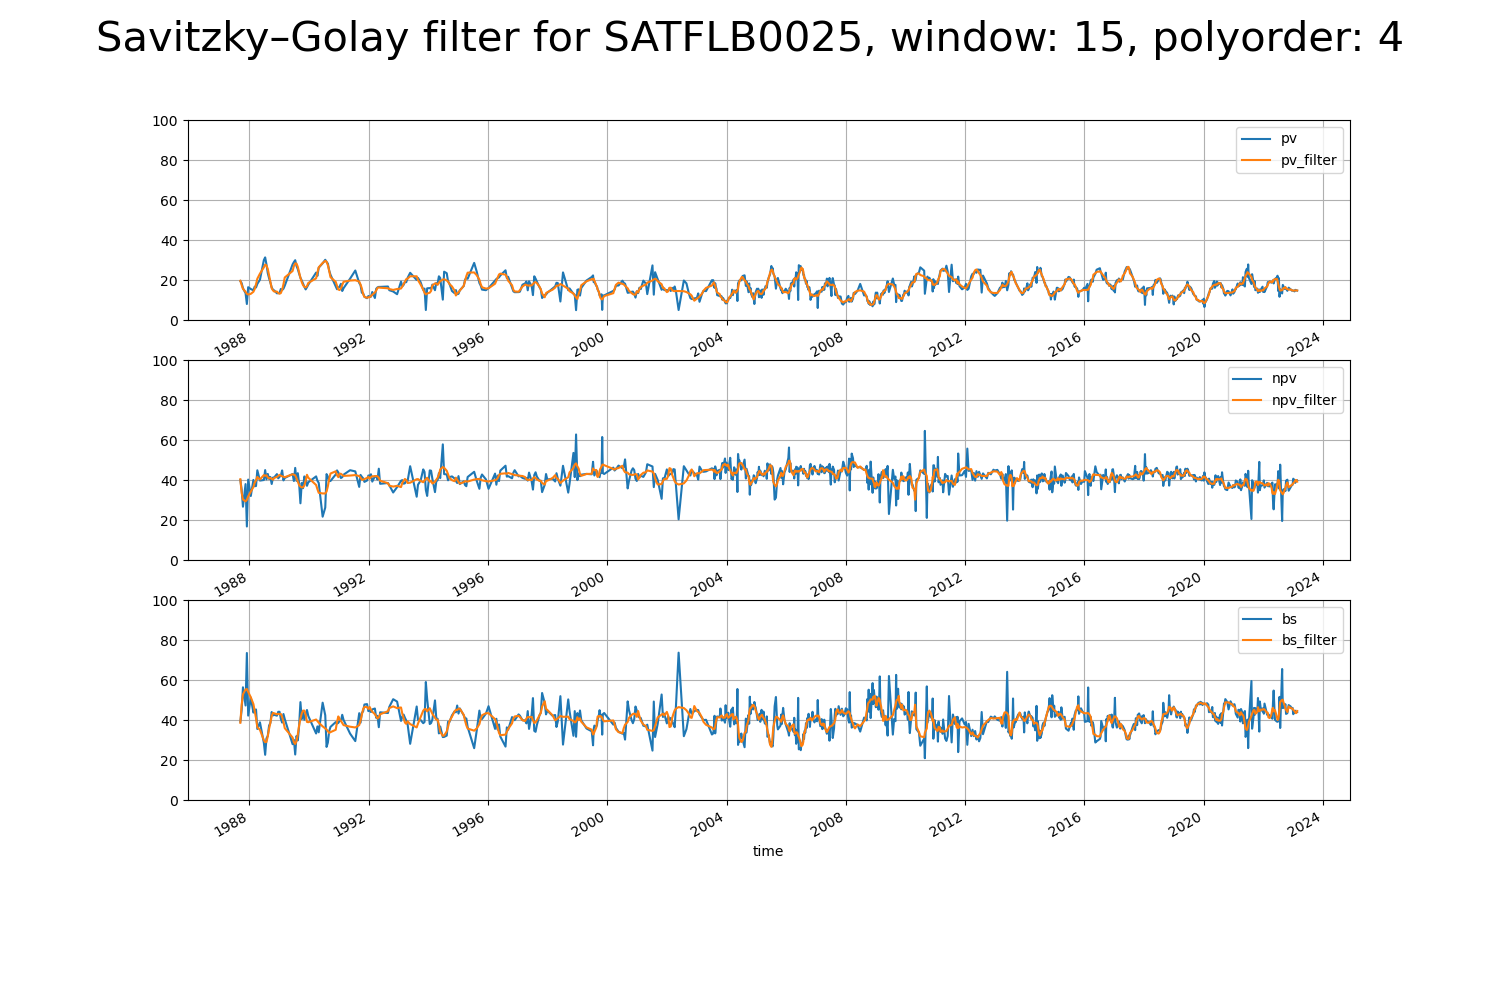 Savitzky–Golay filter for SATFLB0025, window: 15, polyorder: 4
100
80
60
40
20
0
pv
pv_filter
1988 1992 1996 2000 2004 2008 2012 2016 2020 2024
100
80
60
40
20
0
npv
npv_filter
1988 1992 1996 2000 2004 2008 2012 2016 2020 2024
100
80
60
40
20
0
bs
bs_filter
1988 1992 1996 2000 2004 2008 2012 2016 2020 2024
time